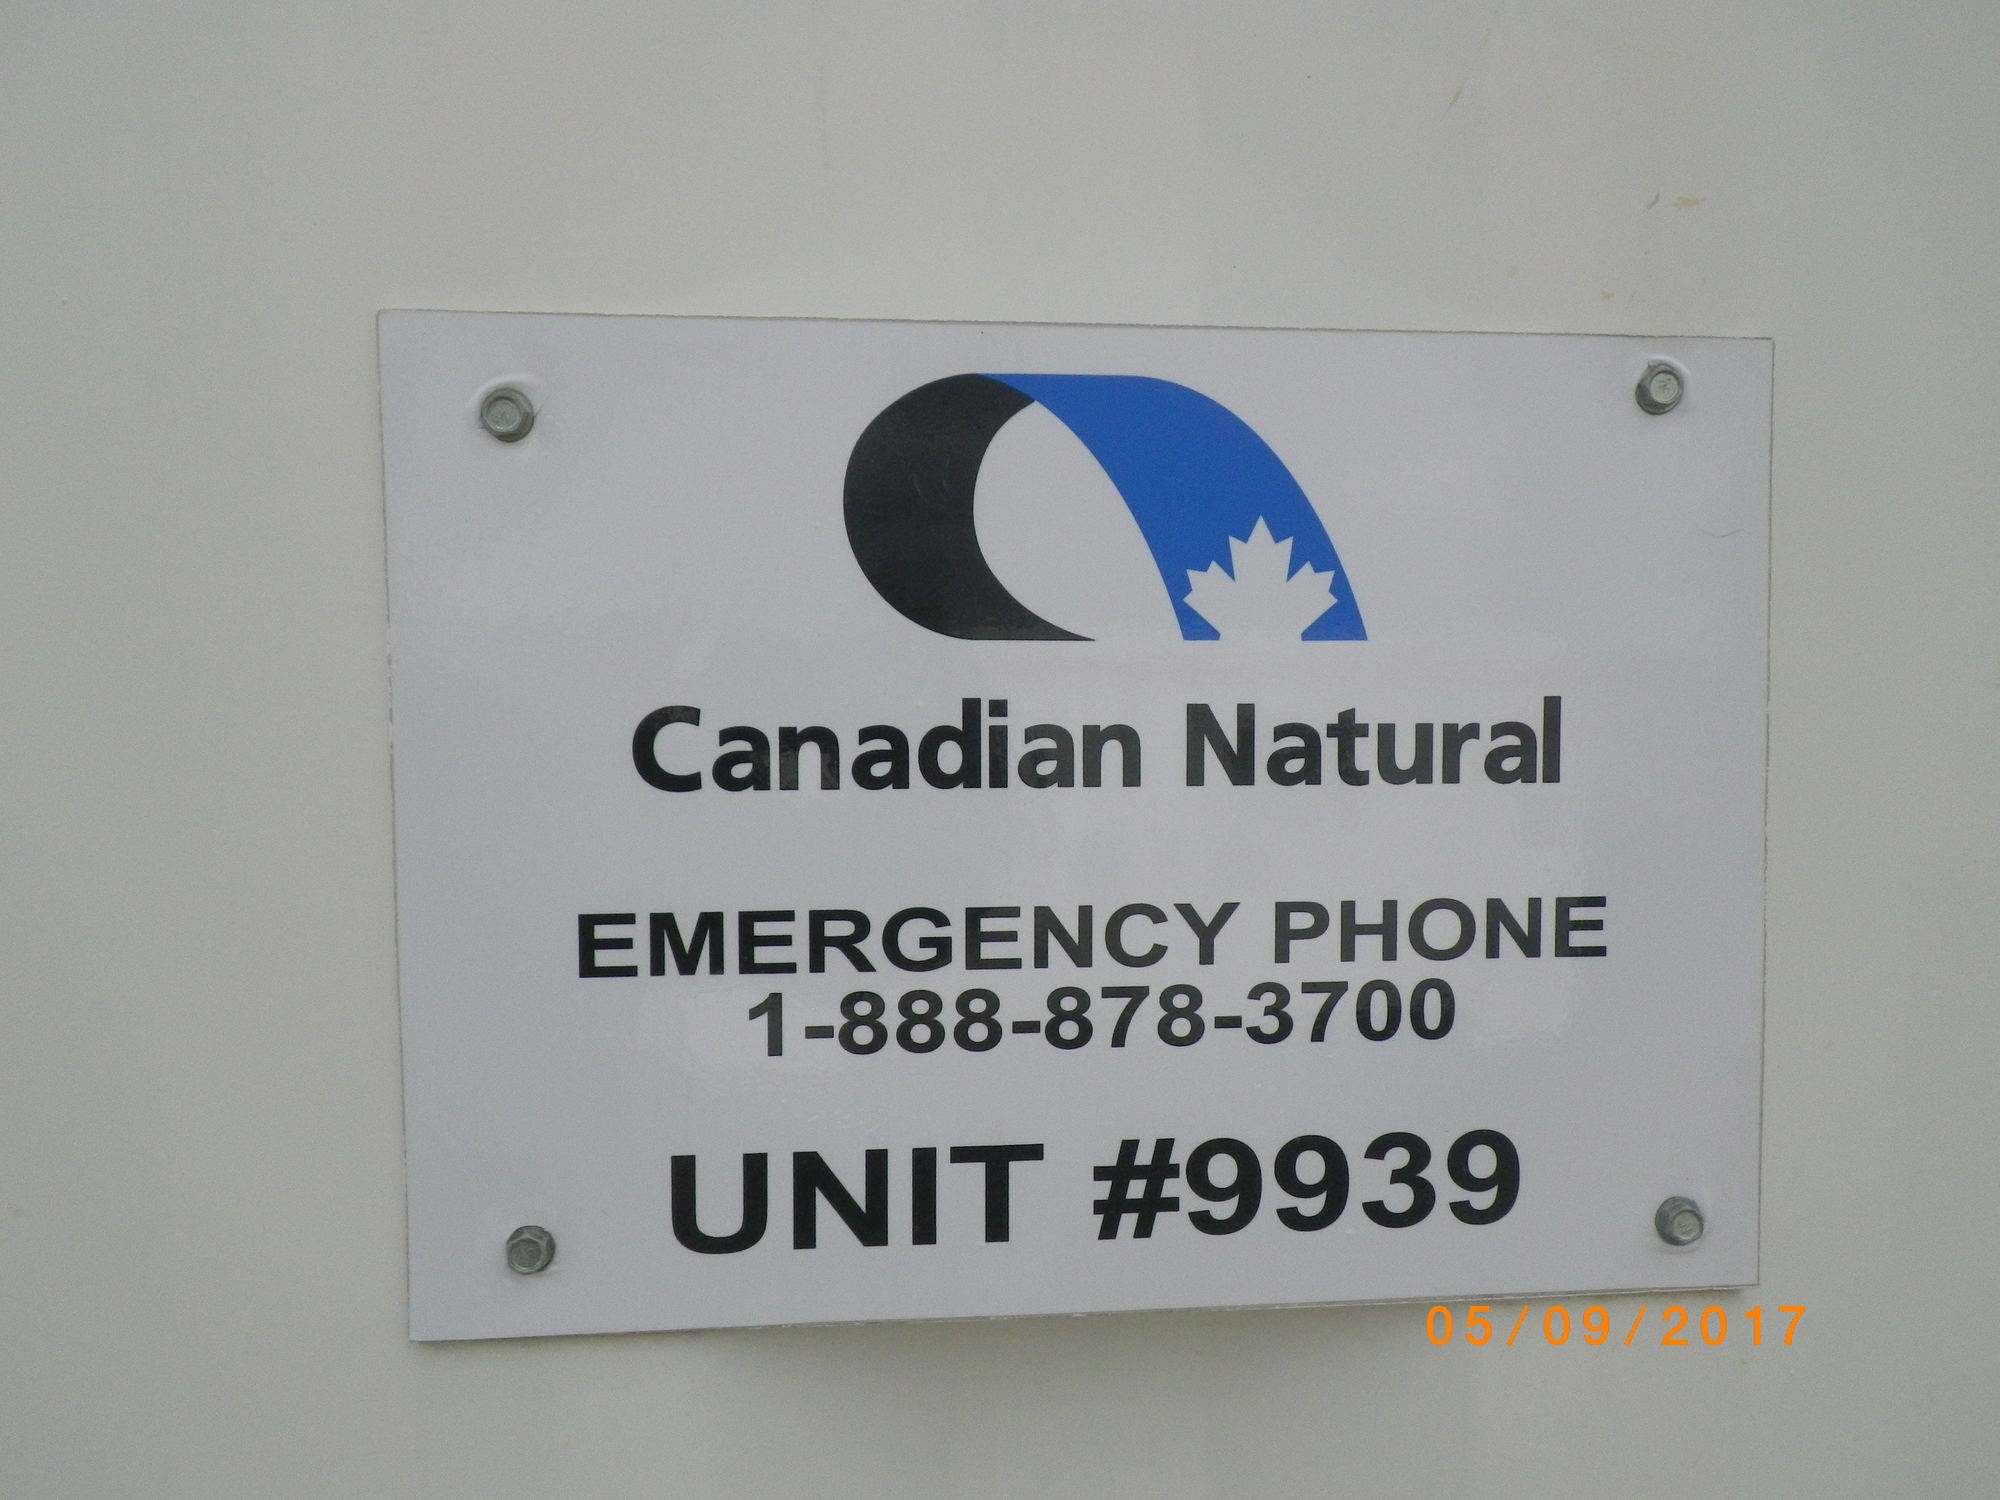 Canadian Natural
EMERGENCY PHONE
1-888-878-3700
UNIT #9939
05/09/2017